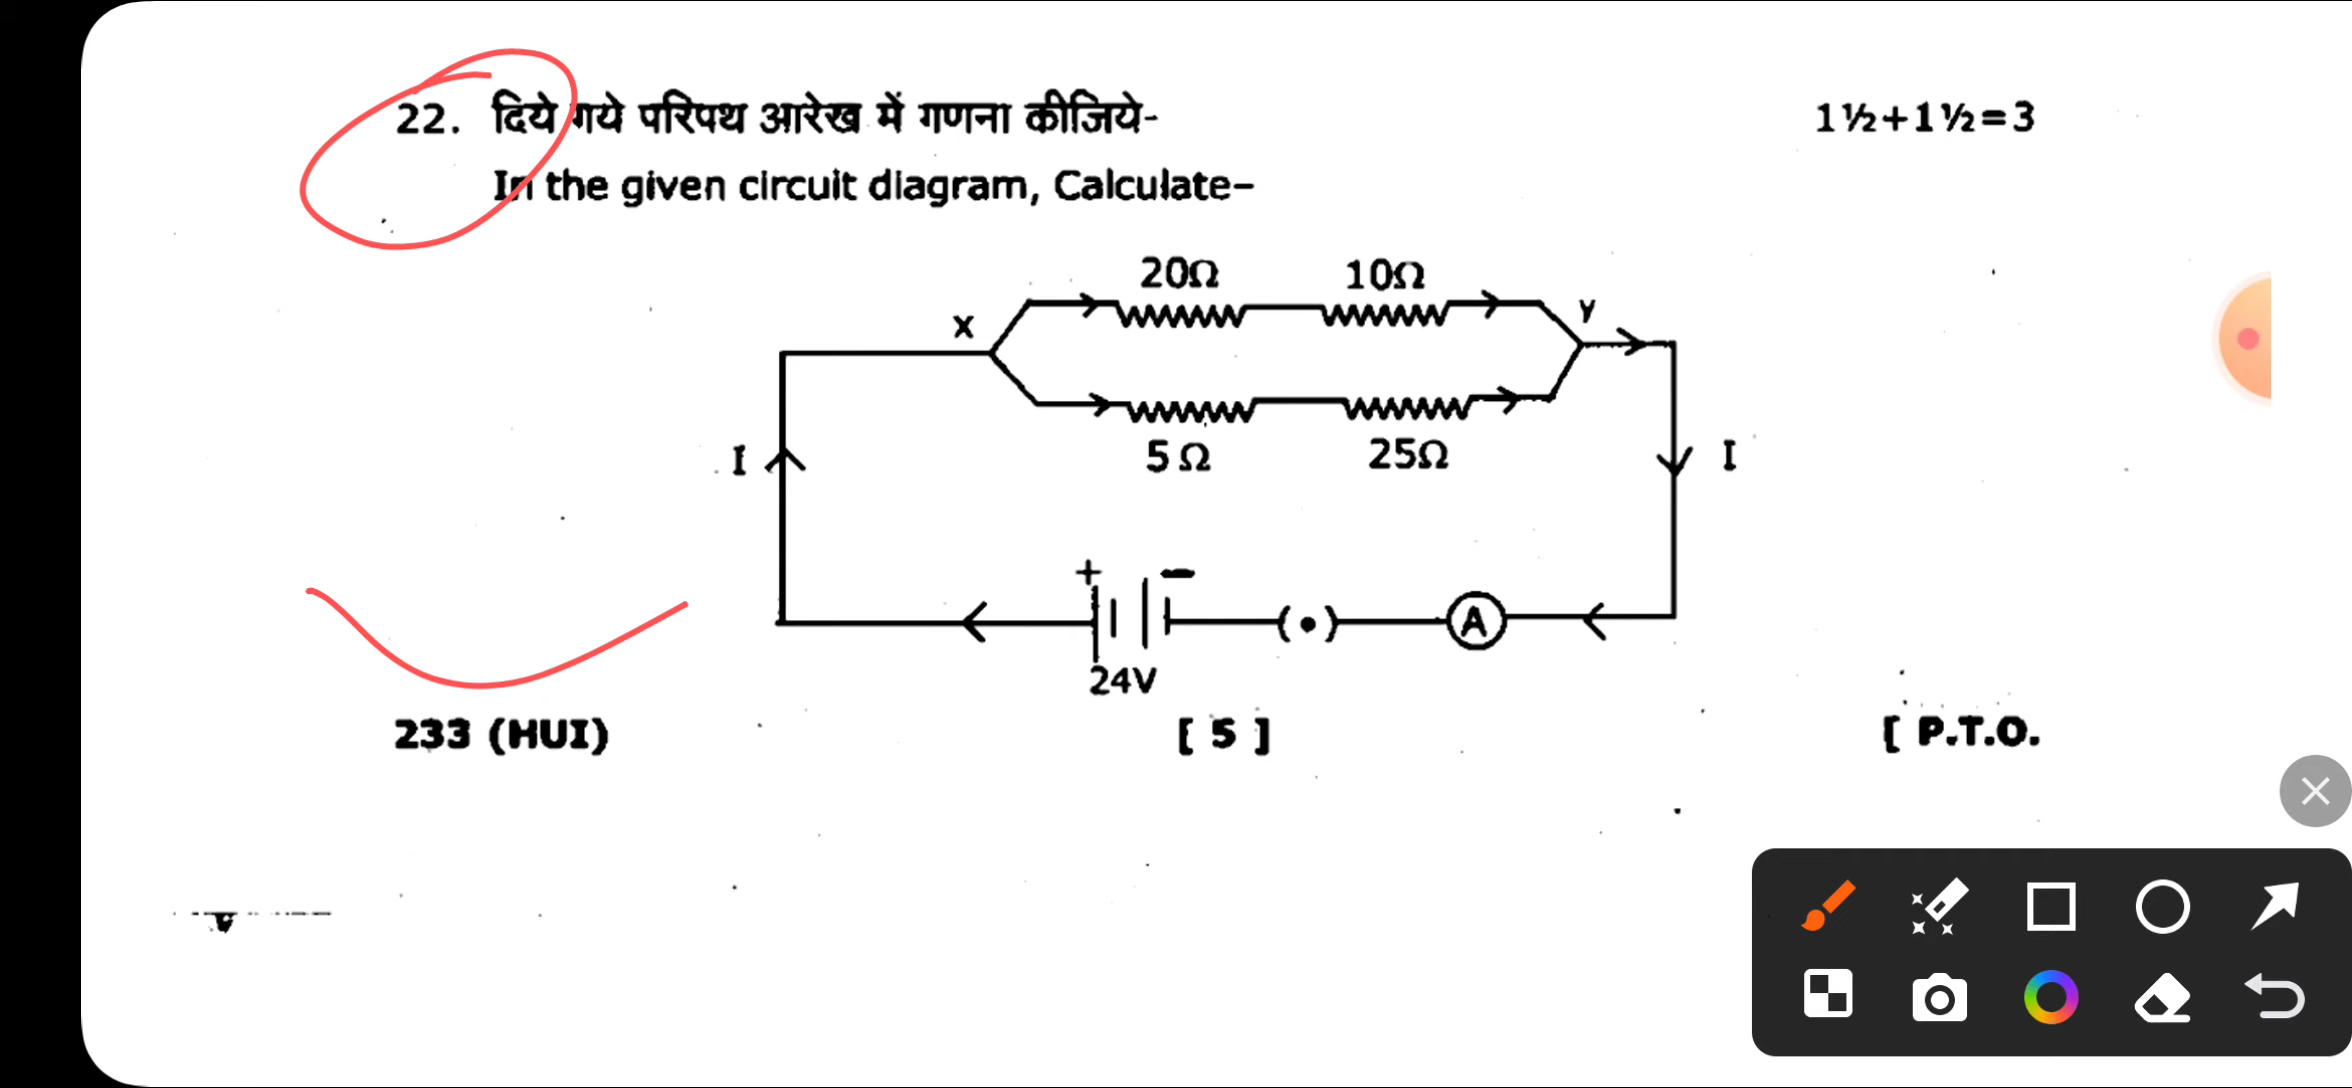 22. दिये गये परिपथ आरेख में गणना कीजिये- 1½+1½=3
In the given circuit diagram, Calculate–
20Ω 10Ω
X Y
5Ω 25Ω
I I
+ −
(•) A
24V
233 (HUI) [ 5 ] [ P.T.O.